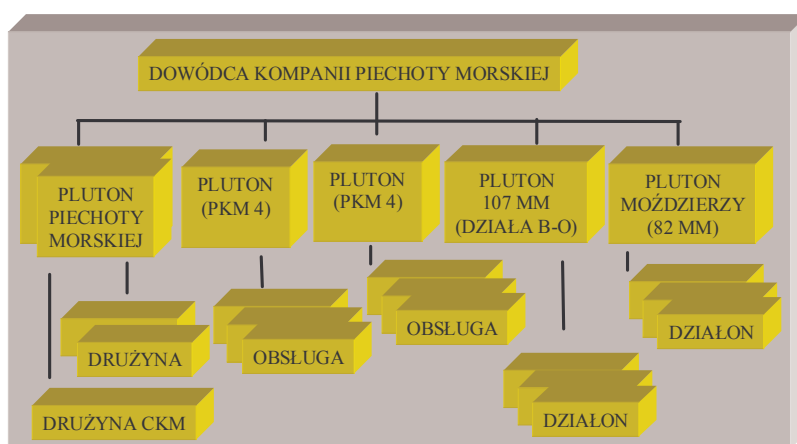 DOWÓDCA KOMPANII PIECHOTY MORSKIEJ
PLUTON
PIECHOTY
MORSKIEJ
PLUTON
(PKM 4)
PLUTON
(PKM 4)
PLUTON
107 MM
(DZIAŁA B-O)
PLUTON
MOŹDZIERZY
(82 MM)
DRUŻYNA
OBSŁUGA
OBSŁUGA
DZIAŁON
DRUŻYNA CKM
DZIAŁON